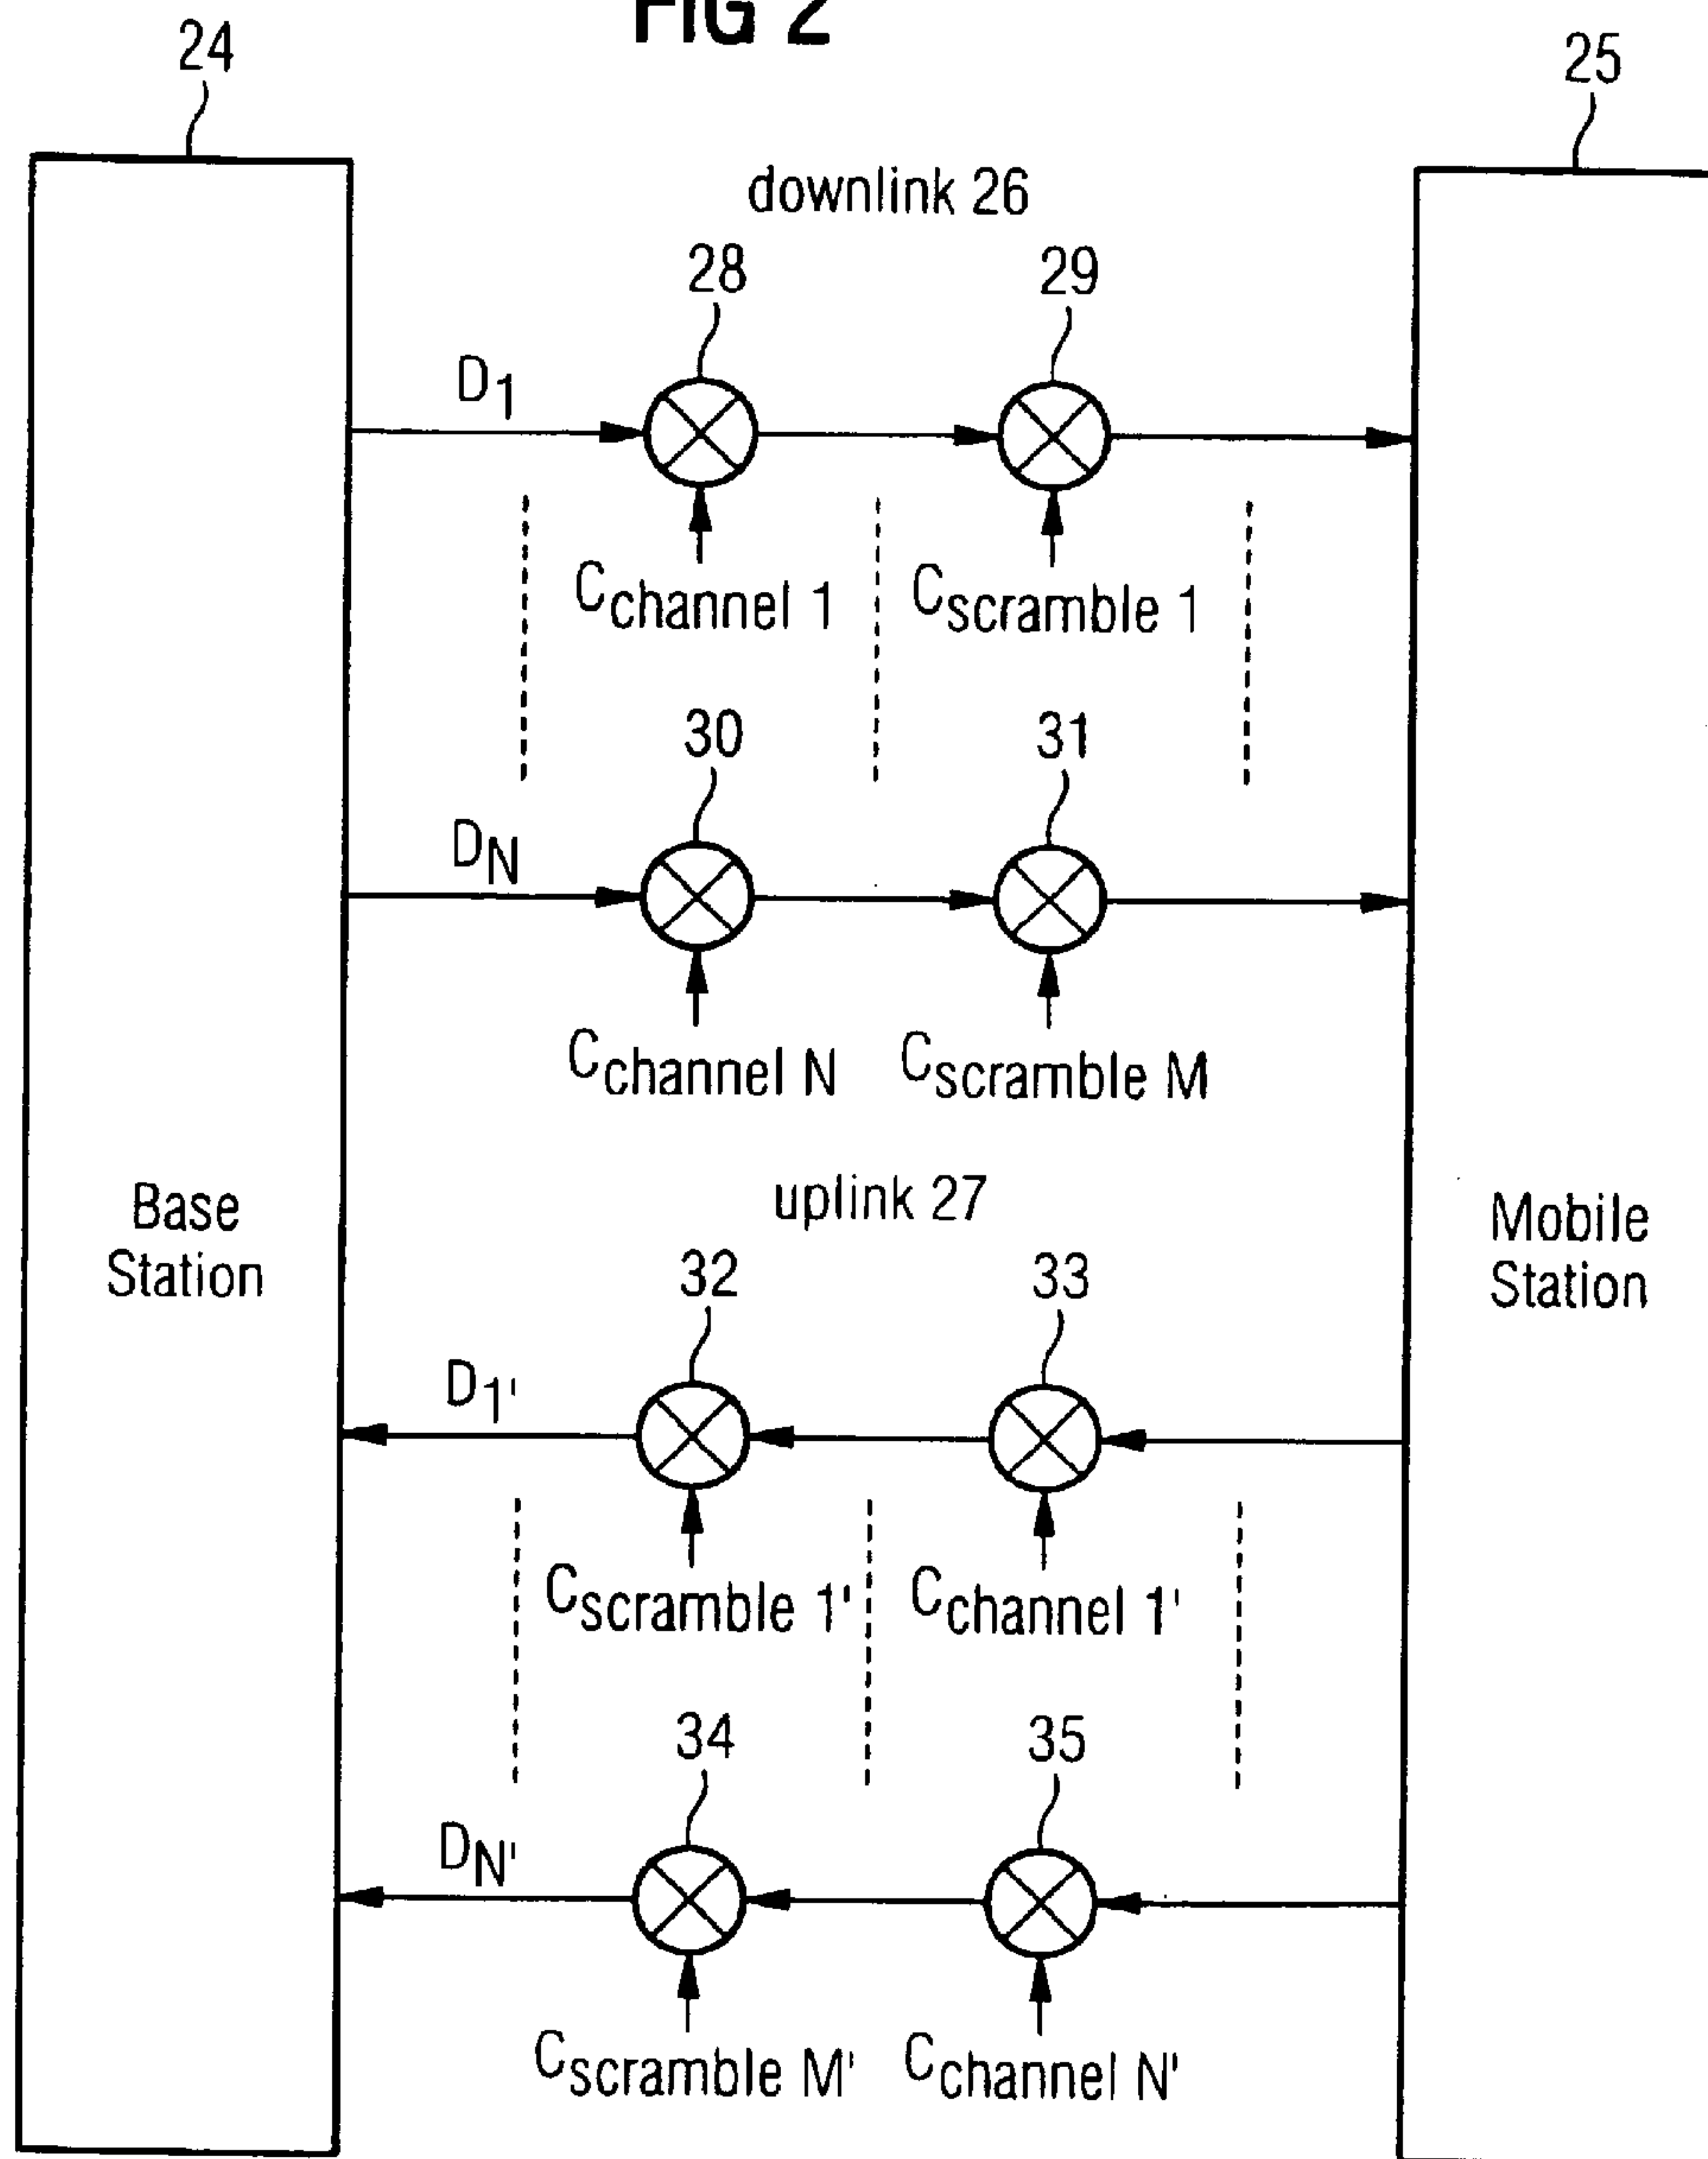 FIG 2
24
25
downlink 26
28
29
D1
Cchannel 1
Cscramble 1
30
31
DN
Cchannel N
Cscramble M
uplink 27
Base
Station
Mobile
Station
32
33
D1'
Cscramble 1'
Cchannel 1'
34
35
DN'
Cscramble M'
Cchannel N'